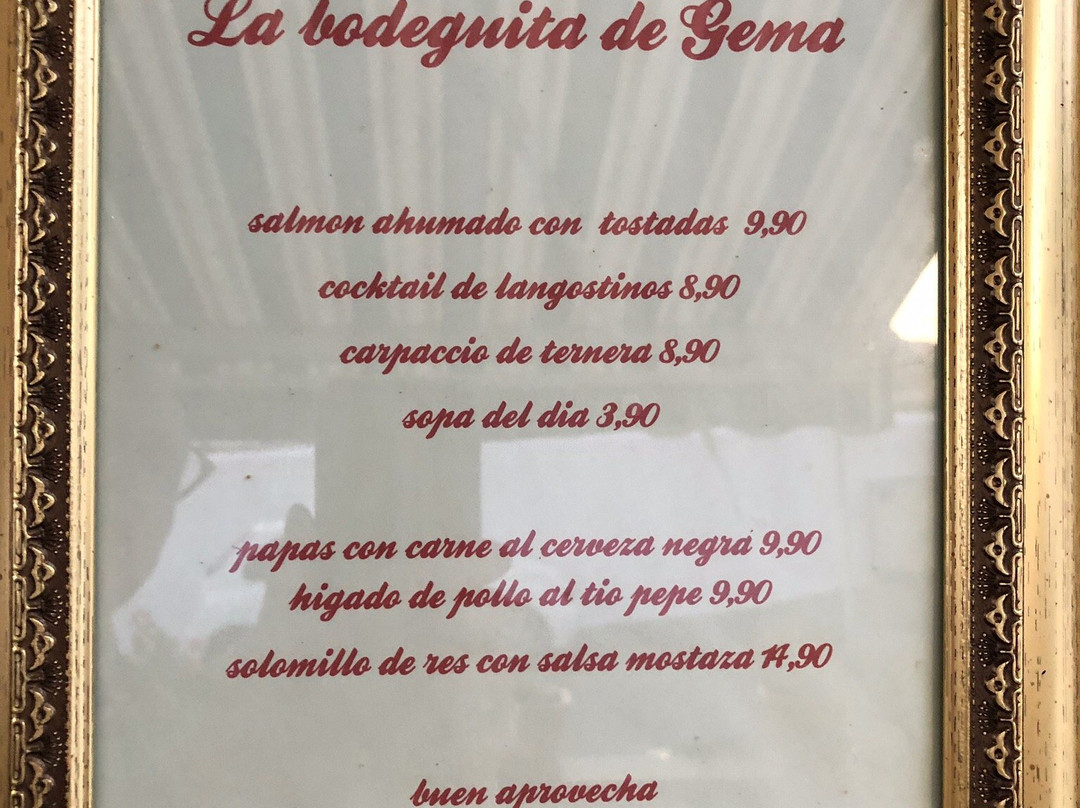 La bodeguita de Gema
salmon ahumado con tostadas 9,90
cocktail de langostinos 8,90
carpaccio de ternera 8,90
sopa del dia 3,90
papas con carne al cerveza negra 9,90
higado de pollo al tio pepe 9,90
solomillo de res con salsa mostaza 14,90
buen aprovecha